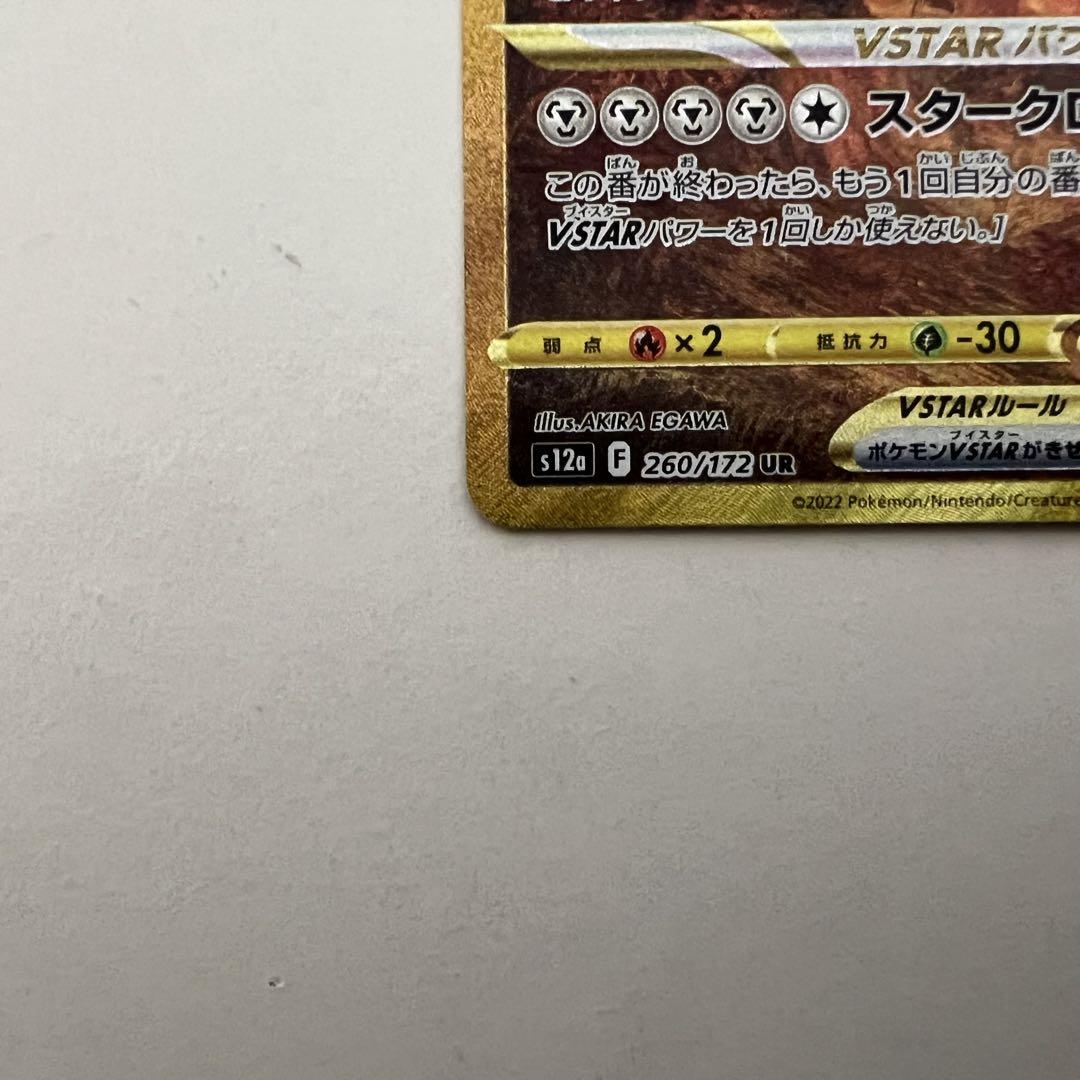 VSTAR パワ
スターク
この番が終わったら、もう1回自分の番
VSTARパワーを1回しか使えない。]
弱点 ×2 抵抗力 -30
VSTARルール
Illus.AKIRA EGAWA
ポケモンVSTARがきぜ
s12a F 260/172 UR
©2022 Pokémon/Nintendo/Creature